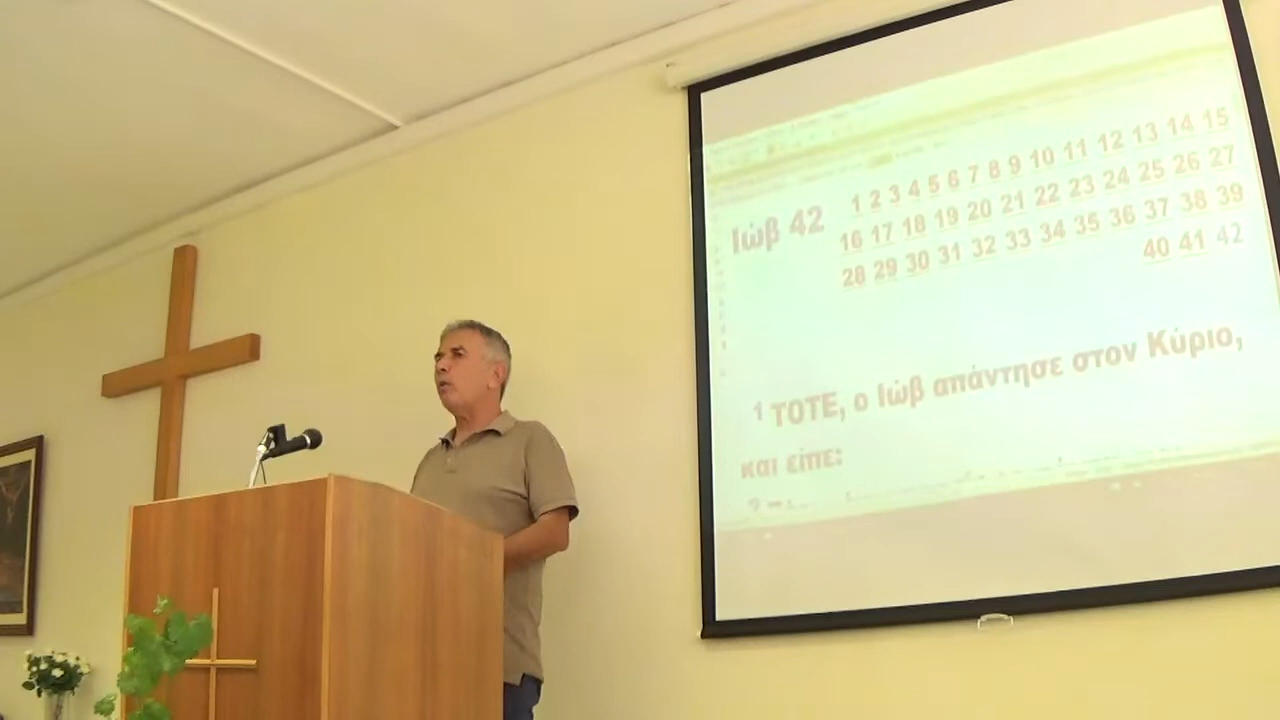 Ιώβ 42
1 2 3 4 5 6 7 8 9 10 11 12 13 14 15
16 17 18 19 20 21 22 23 24 25 26 27
28 29 30 31 32 33 34 35 36 37 38 39
40 41 42
1 ΤΟΤΕ, ο Ιώβ απάντησε στον Κύριο,
και είπε: